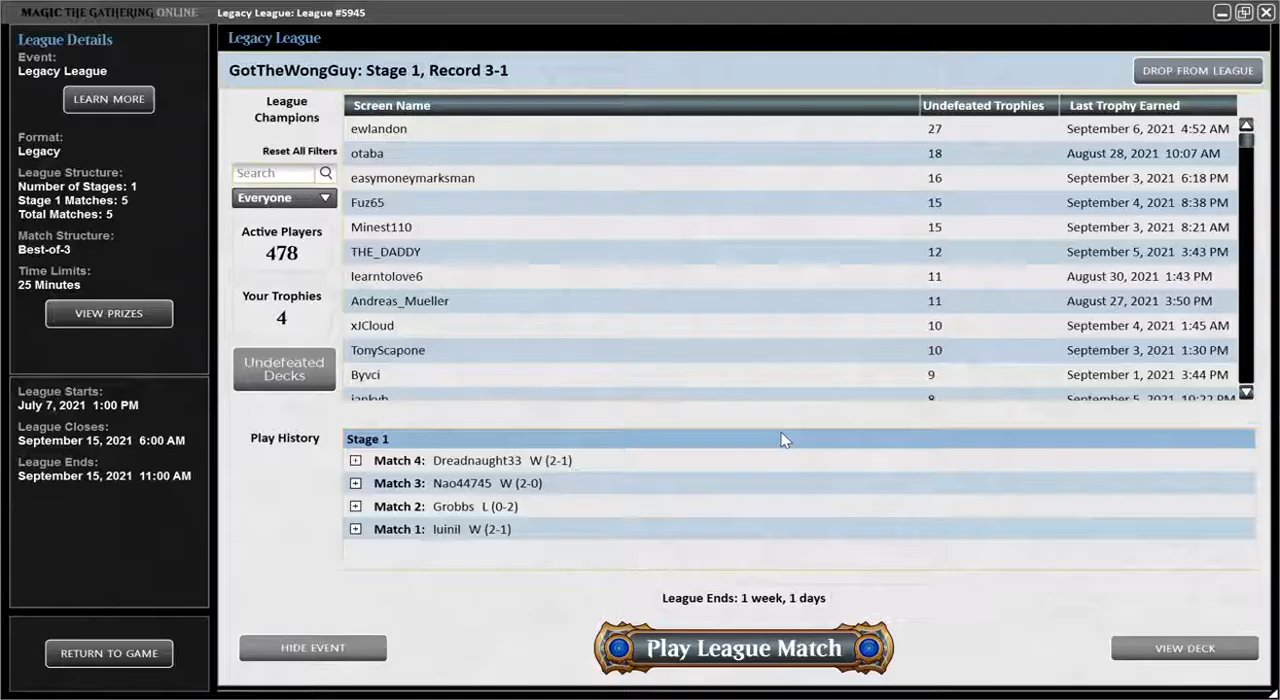 MAGIC THE GATHERING ONLINE
Legacy League: League #5945
League Details
Event:
Legacy League
LEARN MORE
Format:
Legacy
League Structure:
Number of Stages: 1
Stage 1 Matches: 5
Total Matches: 5
Match Structure:
Best-of-3
Time Limits:
25 Minutes
VIEW PRIZES
League Starts:
July 7, 2021 1:00 PM
League Closes:
September 15, 2021 6:00 AM
League Ends:
September 15, 2021 11:00 AM
RETURN TO GAME
Legacy League
GotTheWongGuy: Stage 1, Record 3-1
DROP FROM LEAGUE
League
Champions
Reset All Filters
Search
Everyone
Active Players
478
Your Trophies
4
Undefeated
Decks
Screen Name Undefeated Trophies Last Trophy Earned
ewlandon 27 September 6, 2021 4:52 AM
otaba 18 August 28, 2021 10:07 AM
easymoneymarksman 16 September 3, 2021 6:18 PM
Fuz65 15 September 4, 2021 8:38 PM
Minest110 15 September 3, 2021 8:21 AM
THE_DADDY 12 September 5, 2021 3:43 PM
learntolove6 11 August 30, 2021 1:43 PM
Andreas_Mueller 11 August 27, 2021 3:50 PM
xJCloud 10 September 4, 2021 1:45 AM
TonyScapone 10 September 3, 2021 1:30 PM
Byvci 9 September 1, 2021 3:44 PM
8 September 5, 2021 10:22 PM
Play History
Stage 1
Match 4: Dreadnaught33 W (2-1)
Match 3: Nao44745 W (2-0)
Match 2: Grobbs L (0-2)
Match 1: luinil W (2-1)
League Ends: 1 week, 1 days
HIDE EVENT
Play League Match
VIEW DECK